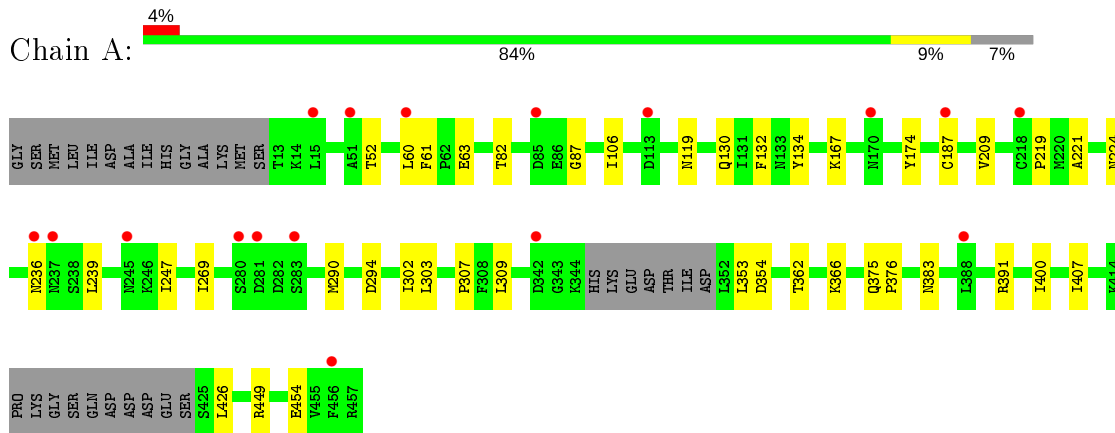 4%
Chain A:
84% 9% 7%
GLY SER MET LEU ILE ASP ALA ILE HIS GLY ALA LYS MET SER T13 K14 L15 A51 T52 L60 F61 P62 E63 T82 D85 E86 G87 I106 D113 N119 Q130 I131 F132 N133 Y134 K167 N170 Y174 C187 V209 C218 P219 M220 A221
N236 N237 S238 L239 N245 K246 I247 I269 S280 D281 D282 S283 M290 D294 I302 L303 P307 F308 L309 D342 G343 K344 HIS LYS GLU ASP THR ILE ASP L352 L353 D354 T362 K366 Q375 P376 N383 L388 R391 I400 I407 K414
PRO LYS GLY SER GLN ASP ASP ASP GLU SER S425 L426 R449 E454 V455 F456 R457